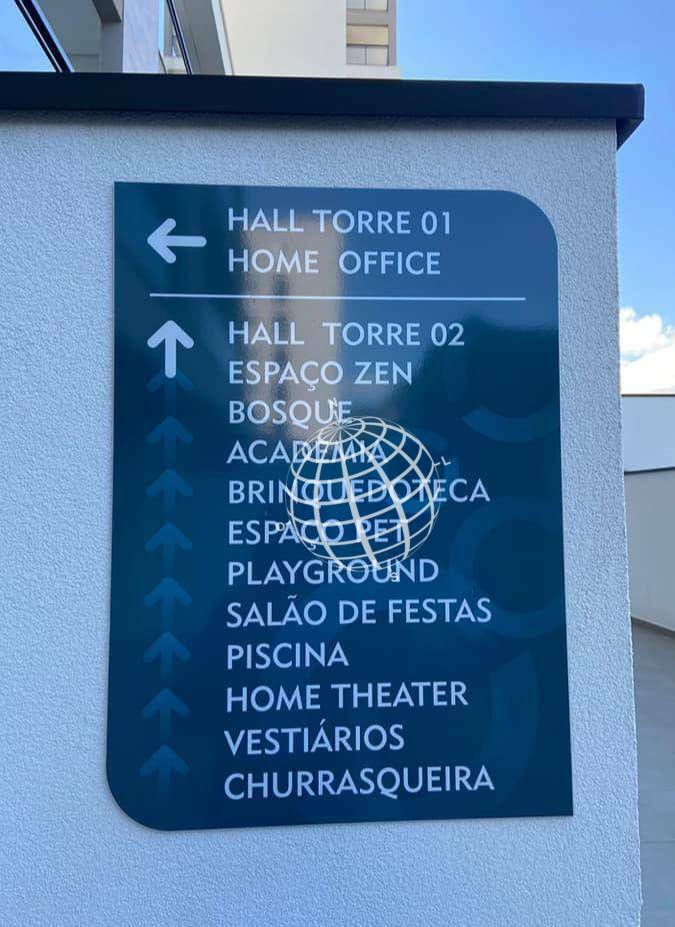 HALL TORRE 01
HOME OFFICE
HALL TORRE 02
ESPAÇO ZEN
BOSQUE
ACADEMIA
BRINQUEDOTECA
ESPAÇO PET
PLAYGROUND
SALÃO DE FESTAS
PISCINA
HOME THEATER
VESTIÁRIOS
CHURRASQUEIRA